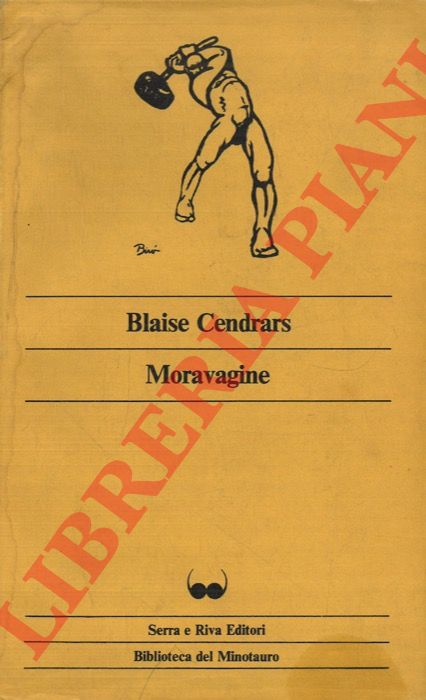 Biró
Blaise Cendrars
Moravagine
Serra e Riva Editori
Biblioteca del Minotauro
LIBRERIA PIANI